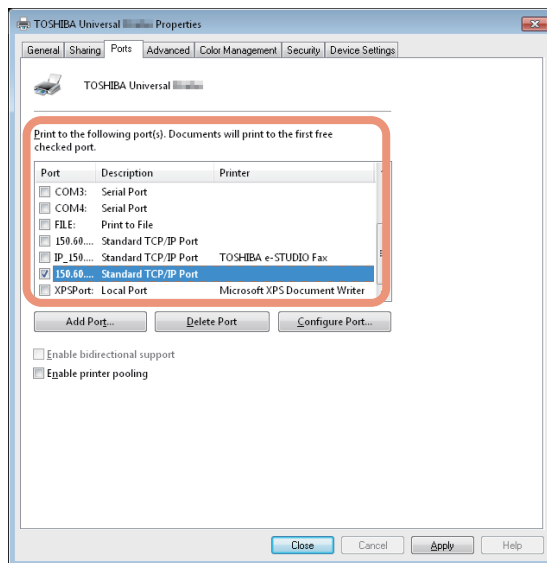 TOSHIBA Universal Properties
General Sharing Ports Advanced Color Management Security Device Settings
TOSHIBA Universal
Print to the following port(s). Documents will print to the first free
checked port.
Port Description Printer
COM3: Serial Port
COM4: Serial Port
FILE: Print to File
150.60.... Standard TCP/IP Port
IP_150.... Standard TCP/IP Port TOSHIBA e-STUDIO Fax
150.60.... Standard TCP/IP Port
XPSPort: Local Port Microsoft XPS Document Writer
Add Port... Delete Port Configure Port...
Enable bidirectional support
Enable printer pooling
Close Cancel Apply Help